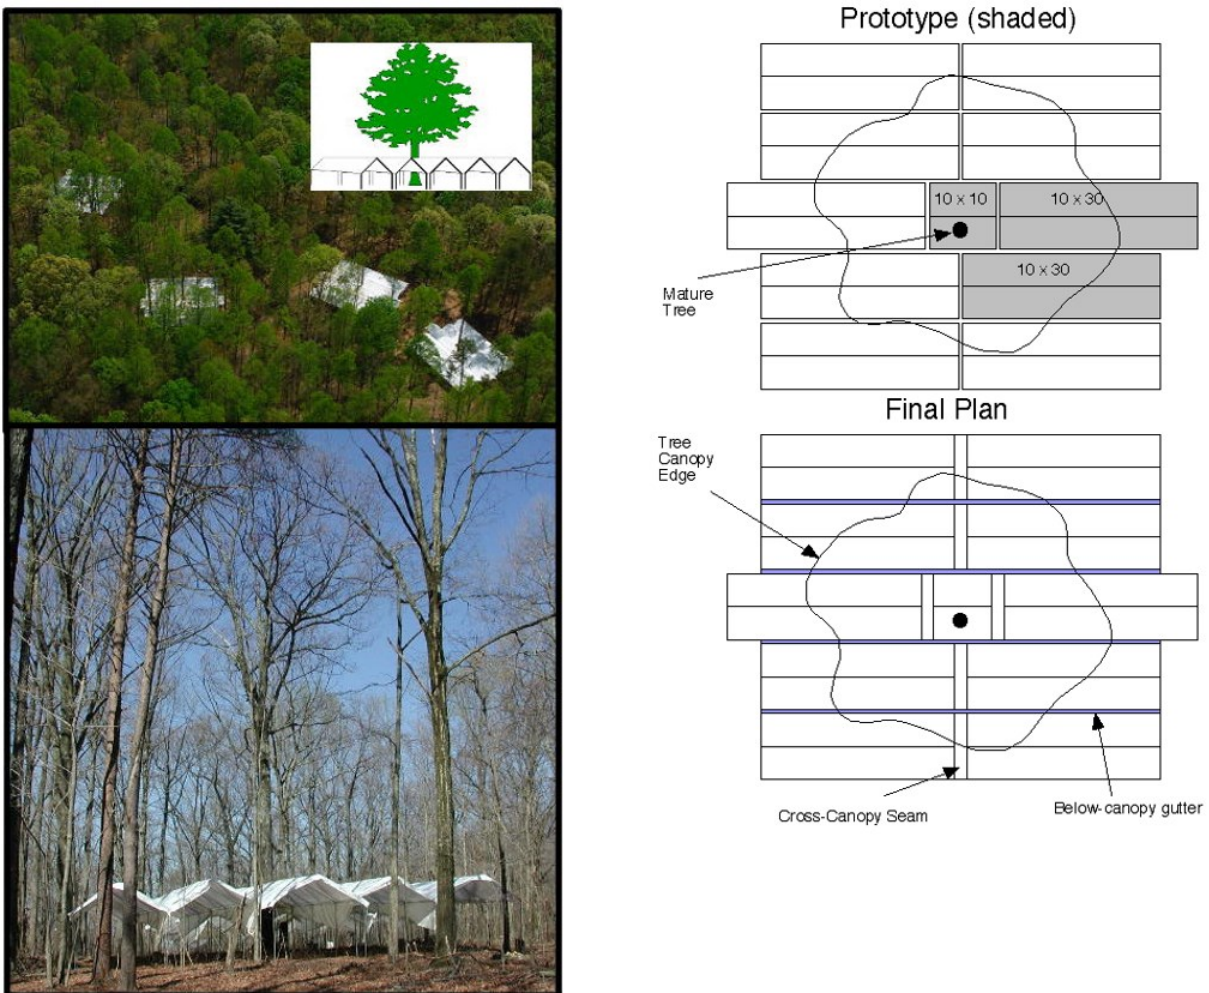 Prototype (shaded)
10 x 10
10 x 30
10 x 30
Mature
Tree
Final Plan
Tree
Canopy
Edge
Cross-Canopy Seam
Below-canopy gutter